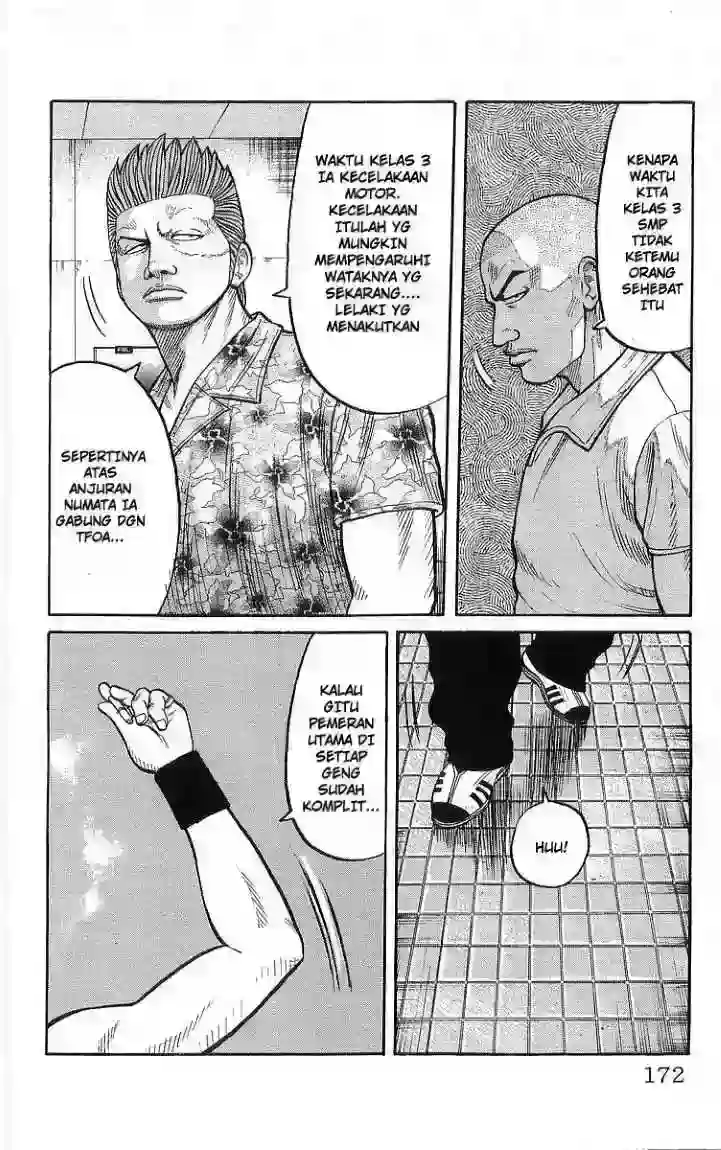 KENAPA
WAKTU
KITA
KELAS 3
SMP
TIDAK
KETEMU
ORANG
SEHEBAT
ITU
WAKTU KELAS 3
IA KECELAKAAN
MOTOR.
KECELAKAAN
ITULAH YG
MUNGKIN
MEMPENGARUHI
WATAKNYA YG
SEKARANG....
LELAKI YG
MENAKUTKAN
SEPERTINYA
ATAS
ANJURAN
NUMATA IA
GABUNG DGN
TFOA...
HUU!
KALAU
GITU
PEMERAN
UTAMA DI
SETIAP
GENG
SUDAH
KOMPLIT...
172